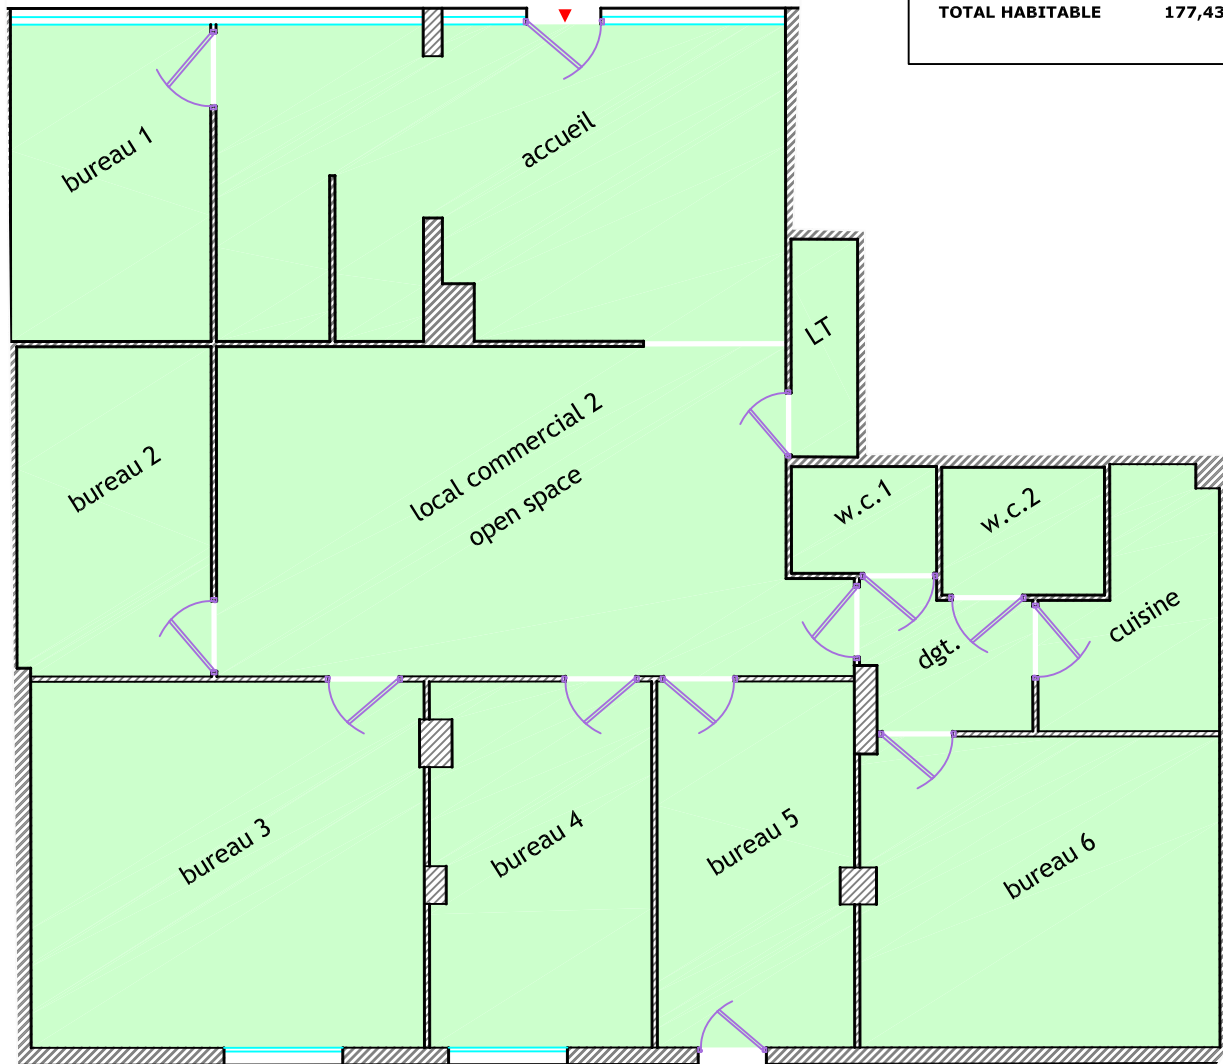 TOTAL HABITABLE 177,43
accueil
bureau 1
LT
local commercial 2
open space
bureau 2
w.c.1
w.c.2
cuisine
dgt.
bureau 3
bureau 4
bureau 5
bureau 6